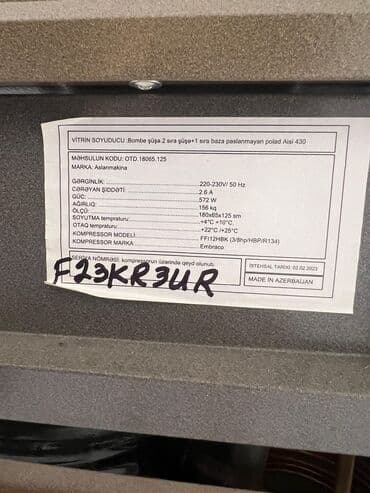 VİTRİN SOYUDUCU :Bombe şüşə.2 sıra şüşə+1 sıra baza paslanmayan polad Aisi 430
MƏHSULUN KODU: OTD.18065.125
MARKA: Aslanmakina
GƏRGİNLİK: 220-230V/ 50 Hz
CƏRƏYAN ŞİDDƏTİ: 2.6 A
GÜC: 572 W
AĞIRLIQ: 156 kq
ÖLÇÜ: 180x65x125 sm
SOYUTMA temperaturu: +4°C +10°C.
OTAQ temperaturu: +22°C /+25°C
KOMPRESSOR MODELİ: FFI12HBK (3/8hp/HBP/R134)
KOMPRESSOR MARKA: Embraco
SERİYA NÖMRƏSİ: kompressorun üzərində qeyd olunub.
F23KR3UR
İSTEHSAL TARİXİ: 02.02.2023
MADE IN AZERBAIJAN